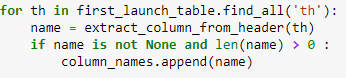 for th in first_launch_table.find_all('th'):
    name = extract_column_from_header(th)
    if name is not None and len(name) > 0 :
        column_names.append(name)